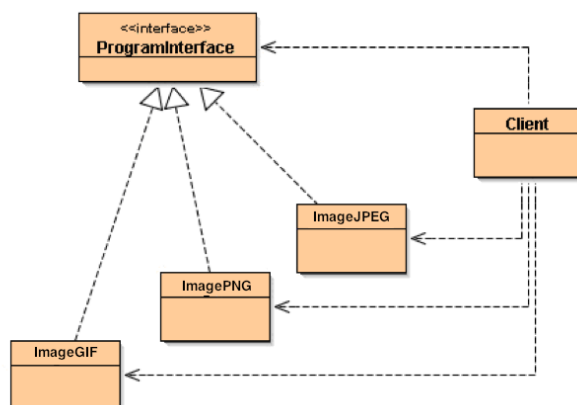 <<interface>>
ProgramInterface
Client
ImageJPEG
ImagePNG
ImageGIF